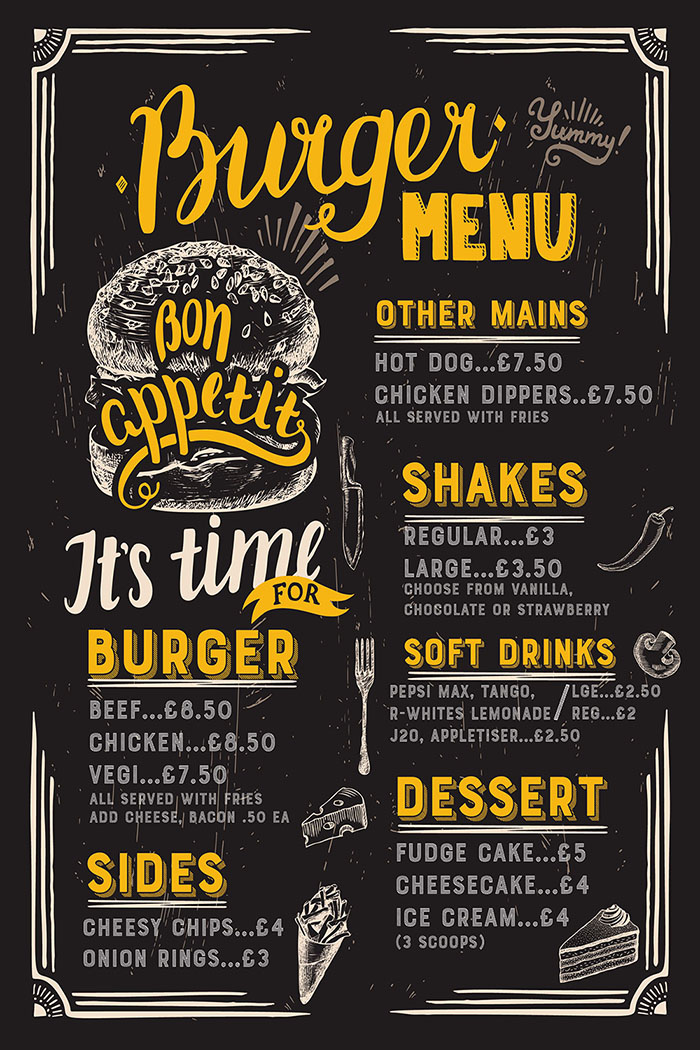 Burger
Yummy!
MENU
Bon
appetit
It's time
FOR
BURGER
BEEF...£8.50
CHICKEN...£8.50
VEGI...£7.50
ALL SERVED WITH FRIES
ADD CHEESE, BACON .50 EA
SIDES
CHEESY CHIPS...£4
ONION RINGS...£3
OTHER MAINS
HOT DOG...£7.50
CHICKEN DIPPERS..£7.50
ALL SERVED WITH FRIES
SHAKES
REGULAR...£3
LARGE...£3.50
CHOOSE FROM VANILLA,
CHOCOLATE OR STRAWBERRY
SOFT DRINKS
PEPSI MAX, TANGO, / LGE...£2.50
R-WHITES LEMONADE / REG...£2
J2O, APPLETISER...£2.50
DESSERT
FUDGE CAKE...£5
CHEESECAKE...£4
ICE CREAM...£4
(3 SCOOPS)